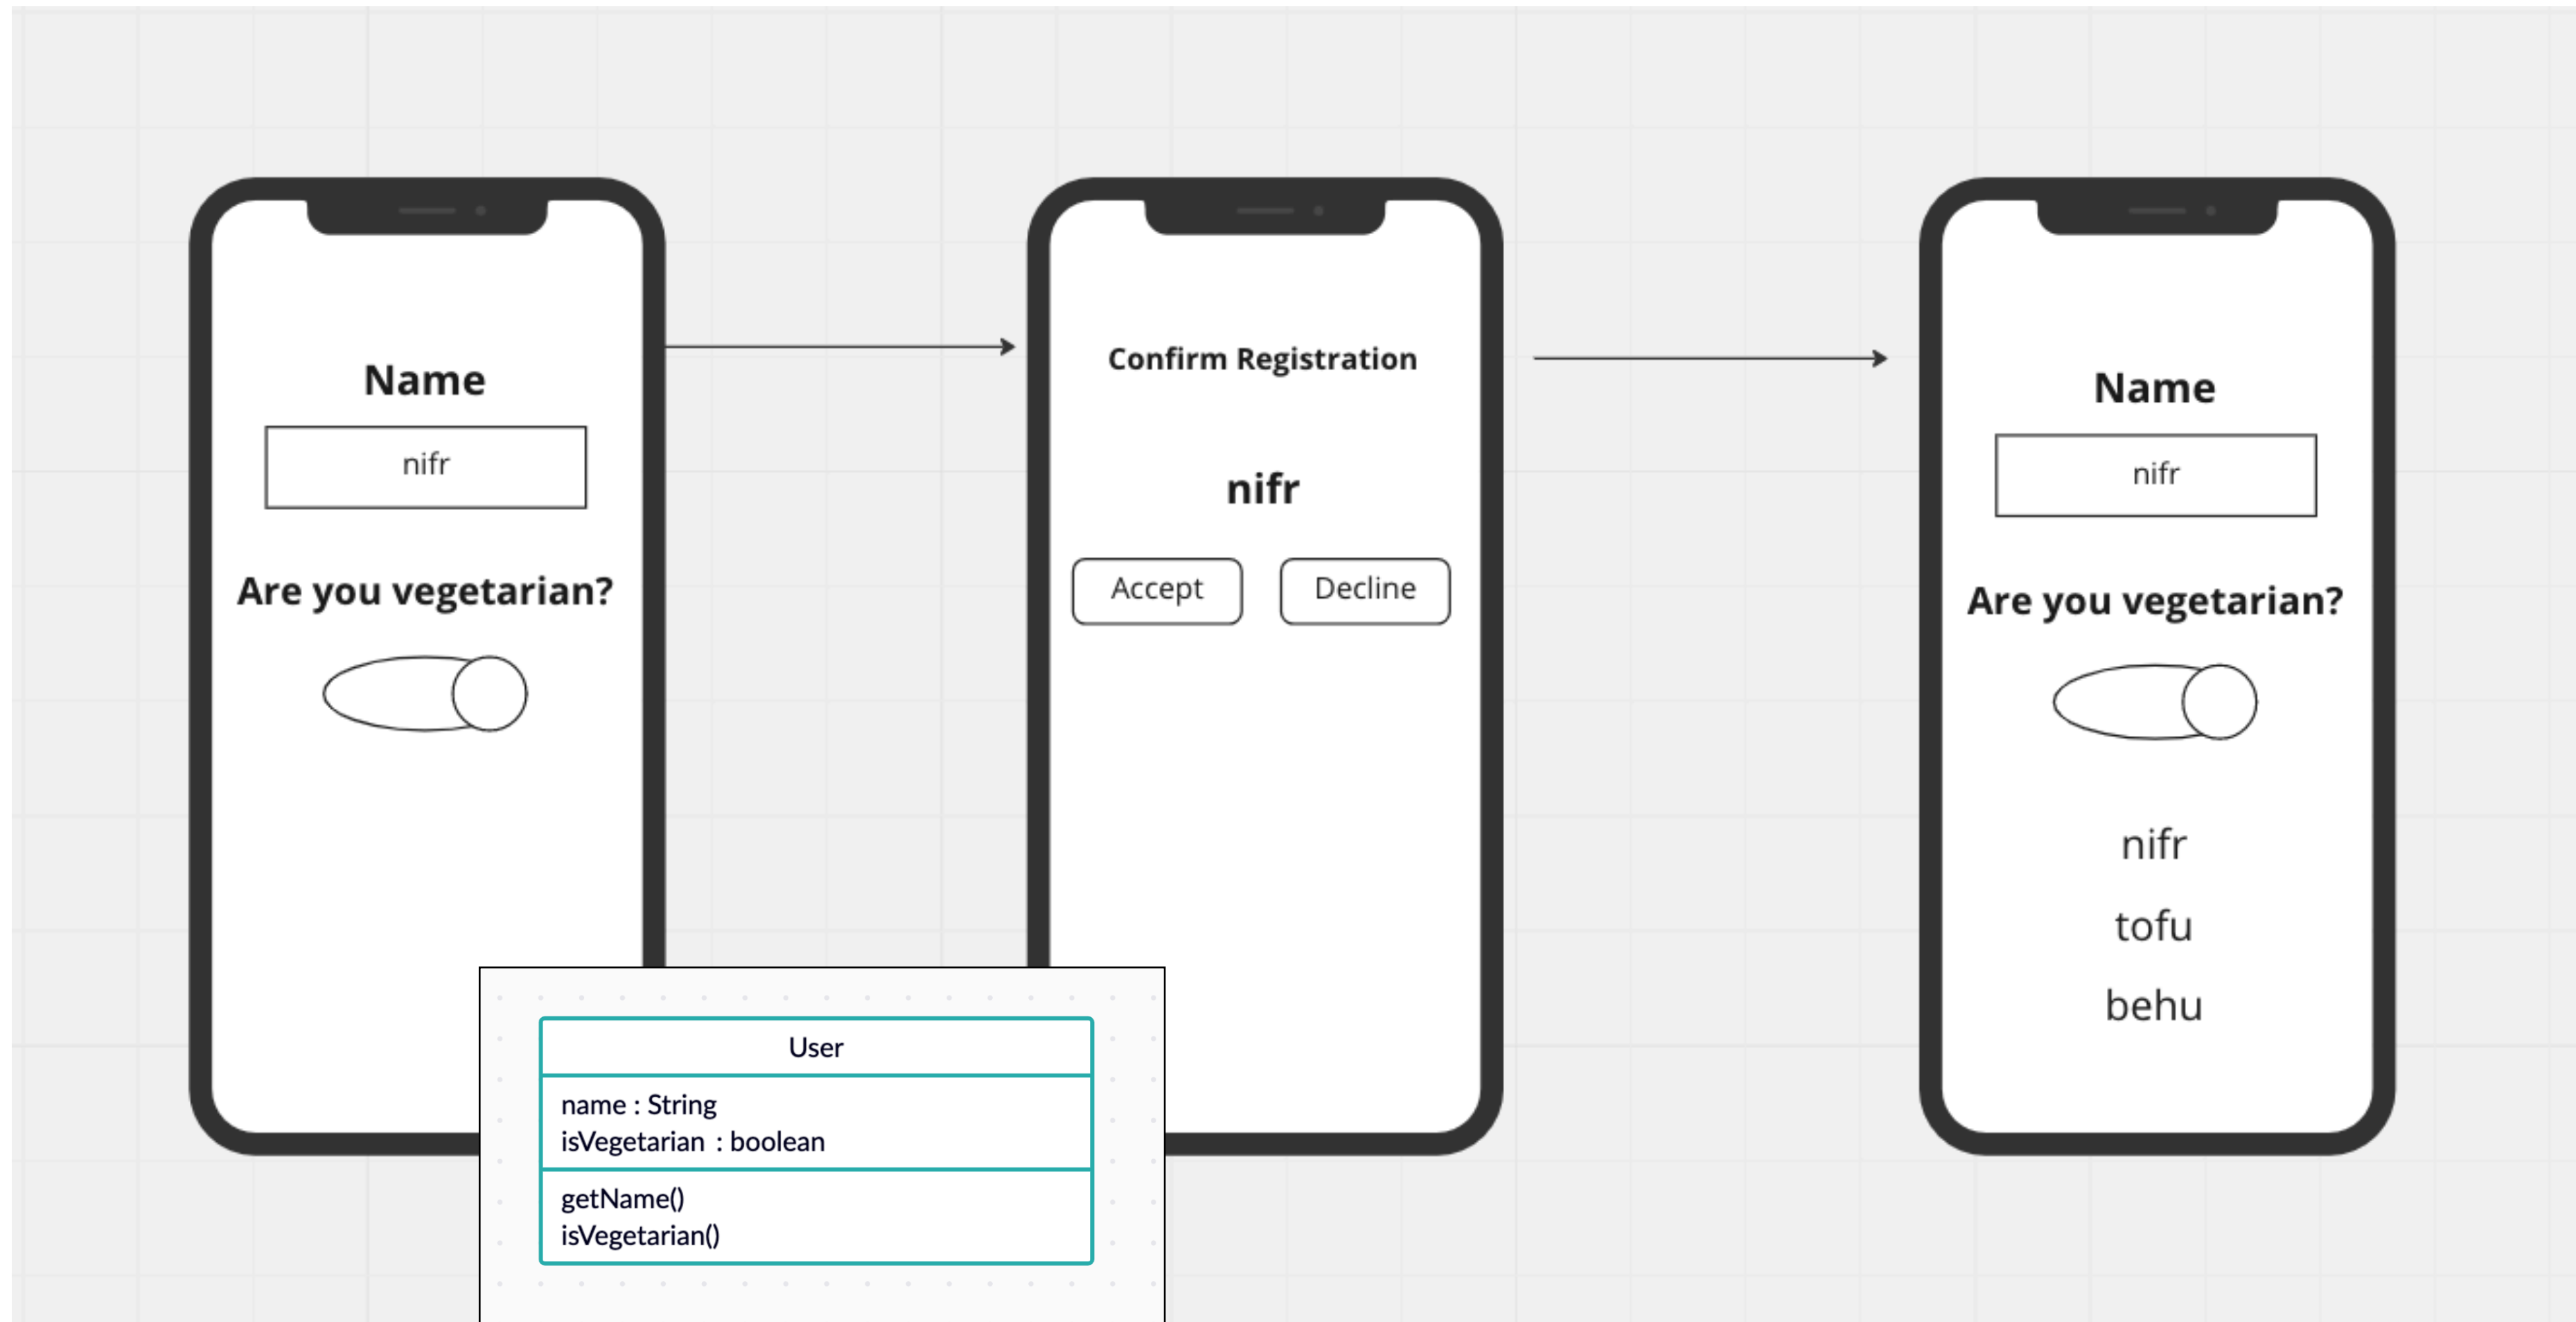 Name
nifr
Are you vegetarian?
Confirm Registration
nifr
Accept
Decline
Name
nifr
Are you vegetarian?
nifr
tofu
behu
User
name : String
isVegetarian : boolean
getName()
isVegetarian()